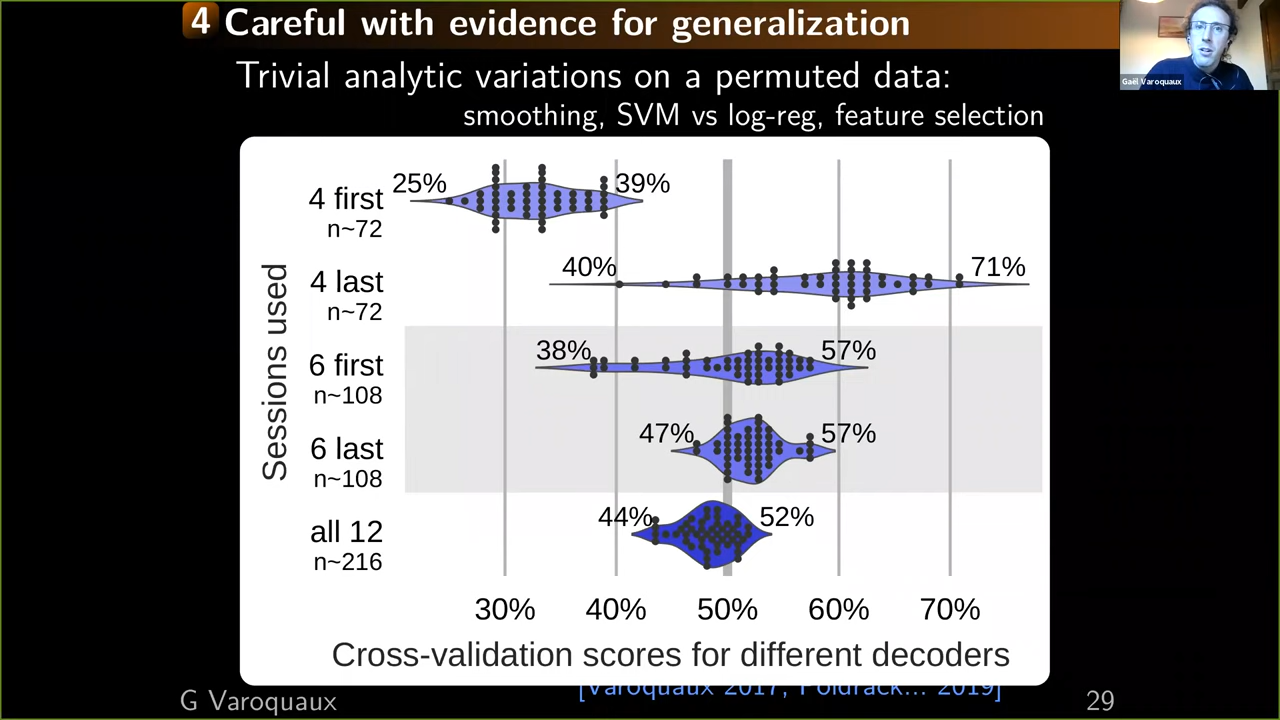 4 Careful with evidence for generalization
Gaël Varoquaux
Trivial analytic variations on a permuted data:
smoothing, SVM vs log-reg, feature selection
Sessions used
4 first
n~72
25%
39%
4 last
n~72
40%
71%
6 first
n~108
38%
57%
6 last
n~108
47%
57%
all 12
n~216
44%
52%
30% 40% 50% 60% 70%
Cross-validation scores for different decoders
[Varoquaux 2017, Poldrack... 2019]
G Varoquaux
29